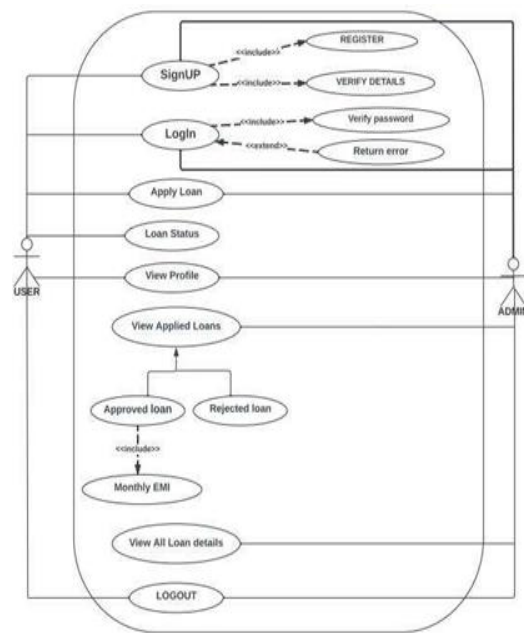 REGISTER
<<include>>
SignUP
<<include>>
VERIFY DETAILS
<<include>>
Verify password
LogIn
<<extend>>
Return error
Apply Loan
Loan Status
USER
View Profile
ADMIN
View Applied Loans
Approved loan
Rejected loan
<<include>>
Monthly EMI
View All Loan details
LOGOUT